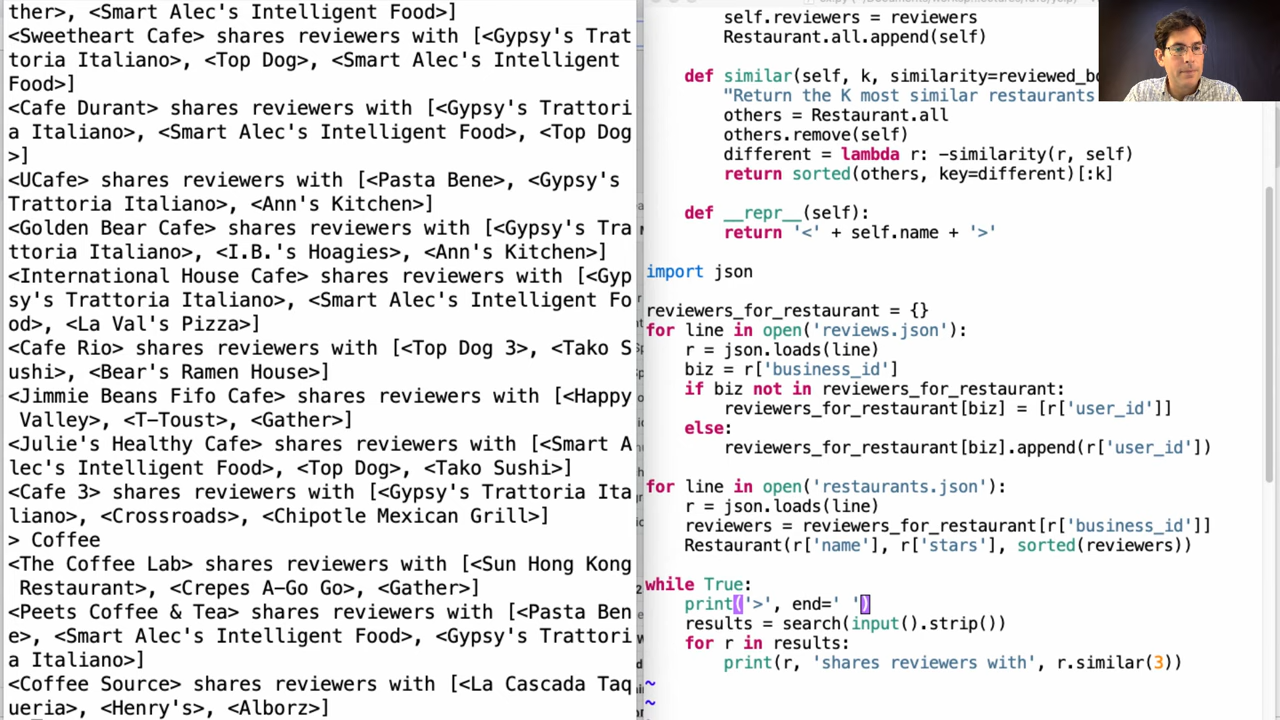 ther>, <Smart Alec's Intelligent Food>]
<Sweetheart Cafe> shares reviewers with [<Gypsy's Trat
toria Italiano>, <Top Dog>, <Smart Alec's Intelligent
Food>]
<Cafe Durant> shares reviewers with [<Gypsy's Trattori
a Italiano>, <Smart Alec's Intelligent Food>, <Top Dog
>]
<UCafe> shares reviewers with [<Pasta Bene>, <Gypsy's
Trattoria Italiano>, <Ann's Kitchen>]
<Golden Bear Cafe> shares reviewers with [<Gypsy's Tra
ttoria Italiano>, <I.B.'s Hoagies>, <Ann's Kitchen>]
<International House Cafe> shares reviewers with [<Gyp
sy's Trattoria Italiano>, <Smart Alec's Intelligent Fo
od>, <La Val's Pizza>]
<Cafe Rio> shares reviewers with [<Top Dog 3>, <Tako S
ushi>, <Bear's Ramen House>]
<Jimmie Beans Fifo Cafe> shares reviewers with [<Happy
Valley>, <T-Toust>, <Gather>]
<Julie's Healthy Cafe> shares reviewers with [<Smart A
lec's Intelligent Food>, <Top Dog>, <Tako Sushi>]
<Cafe 3> shares reviewers with [<Gypsy's Trattoria Ita
liano>, <Crossroads>, <Chipotle Mexican Grill>]
> Coffee
<The Coffee Lab> shares reviewers with [<Sun Hong Kong
Restaurant>, <Crepes A-Go Go>, <Gather>]
<Peets Coffee & Tea> shares reviewers with [<Pasta Ben
e>, <Smart Alec's Intelligent Food>, <Gypsy's Trattori
a Italiano>]
<Coffee Source> shares reviewers with [<La Cascada Taq
ueria>, <Henry's>, <Alborz>]
self.reviewers = reviewers
Restaurant.all.append(self)
def similar(self, k, similarity=
"Return the K most similar restaurants
others = Restaurant.all
others.remove(self)
different = lambda r: -similarity(r, self)
return sorted(others, key=different)[:k]
def __repr__(self):
return '<' + self.name + '>'
import json
reviewers_for_restaurant = {}
for line in open('reviews.json'):
r = json.loads(line)
biz = r['business_id']
if biz not in reviewers_for_restaurant:
reviewers_for_restaurant[biz] = [r['user_id']]
else:
reviewers_for_restaurant[biz].append(r['user_id'])
for line in open('restaurants.json'):
r = json.loads(line)
reviewers = reviewers_for_restaurant[r['business_id']]
Restaurant(r['name'], r['stars'], sorted(reviewers))
while True:
print('>', end=' ')
results = search(input().strip())
for r in results:
print(r, 'shares reviewers with', r.similar(3))
~
~